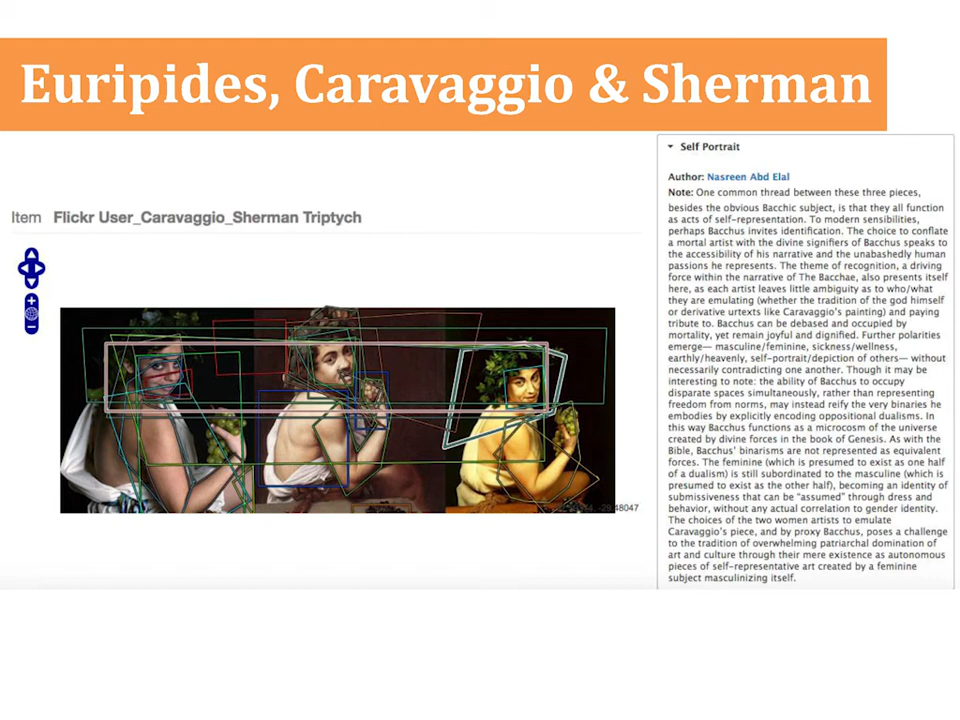 Euripides, Caravaggio & Sherman
Item Flickr User_Caravaggio_Sherman Triptych
Self Portrait
Author: Nasreen Abd Elal
Note: One common thread between these three pieces,
besides the obvious Bacchic subject, is that they all function
as acts of self-representation. To modern sensibilities,
perhaps Bacchus invites identification. The choice to conflate
a mortal artist with the divine signifiers of Bacchus speaks to
the accessibility of his narrative and the unabashedly human
passions he represents. The theme of recognition, a driving
force within the narrative of The Bacchae, also presents itself
here, as each artist leaves little ambiguity as to who/what
they are emulating (whether the tradition of the god himself
or derivative urtexts like Caravaggio's painting) and paying
tribute to. Bacchus can be debased and occupied by
mortality, yet remain joyful and dignified. Further polarities
emerge— masculine/feminine, sickness/wellness,
earthly/heavenly, self-portrait/depiction of others— without
necessarily contradicting one another. Though it may be
interesting to note: the ability of Bacchus to occupy
disparate spaces simultaneously, rather than representing
freedom from norms, may instead reify the very binaries he
embodies by explicitly encoding oppositional dualisms. In
this way Bacchus functions as a microcosm of the universe
created by divine forces in the book of Genesis. As with the
Bible, Bacchus' binarisms are not represented as equivalent
forces. The feminine (which is presumed to exist as one half
of a dualism) is still subordinated to the masculine (which is
presumed to exist as the other half), becoming an identity of
submissiveness that can be "assumed" through dress and
behavior, without any actual correlation to gender identity.
The choices of the two women artists to emulate
Caravaggio's piece, and by proxy Bacchus, poses a challenge
to the tradition of overwhelming patriarchal domination of
art and culture through their mere existence as autonomous
pieces of self-representative art created by a feminine
subject masculinizing itself.